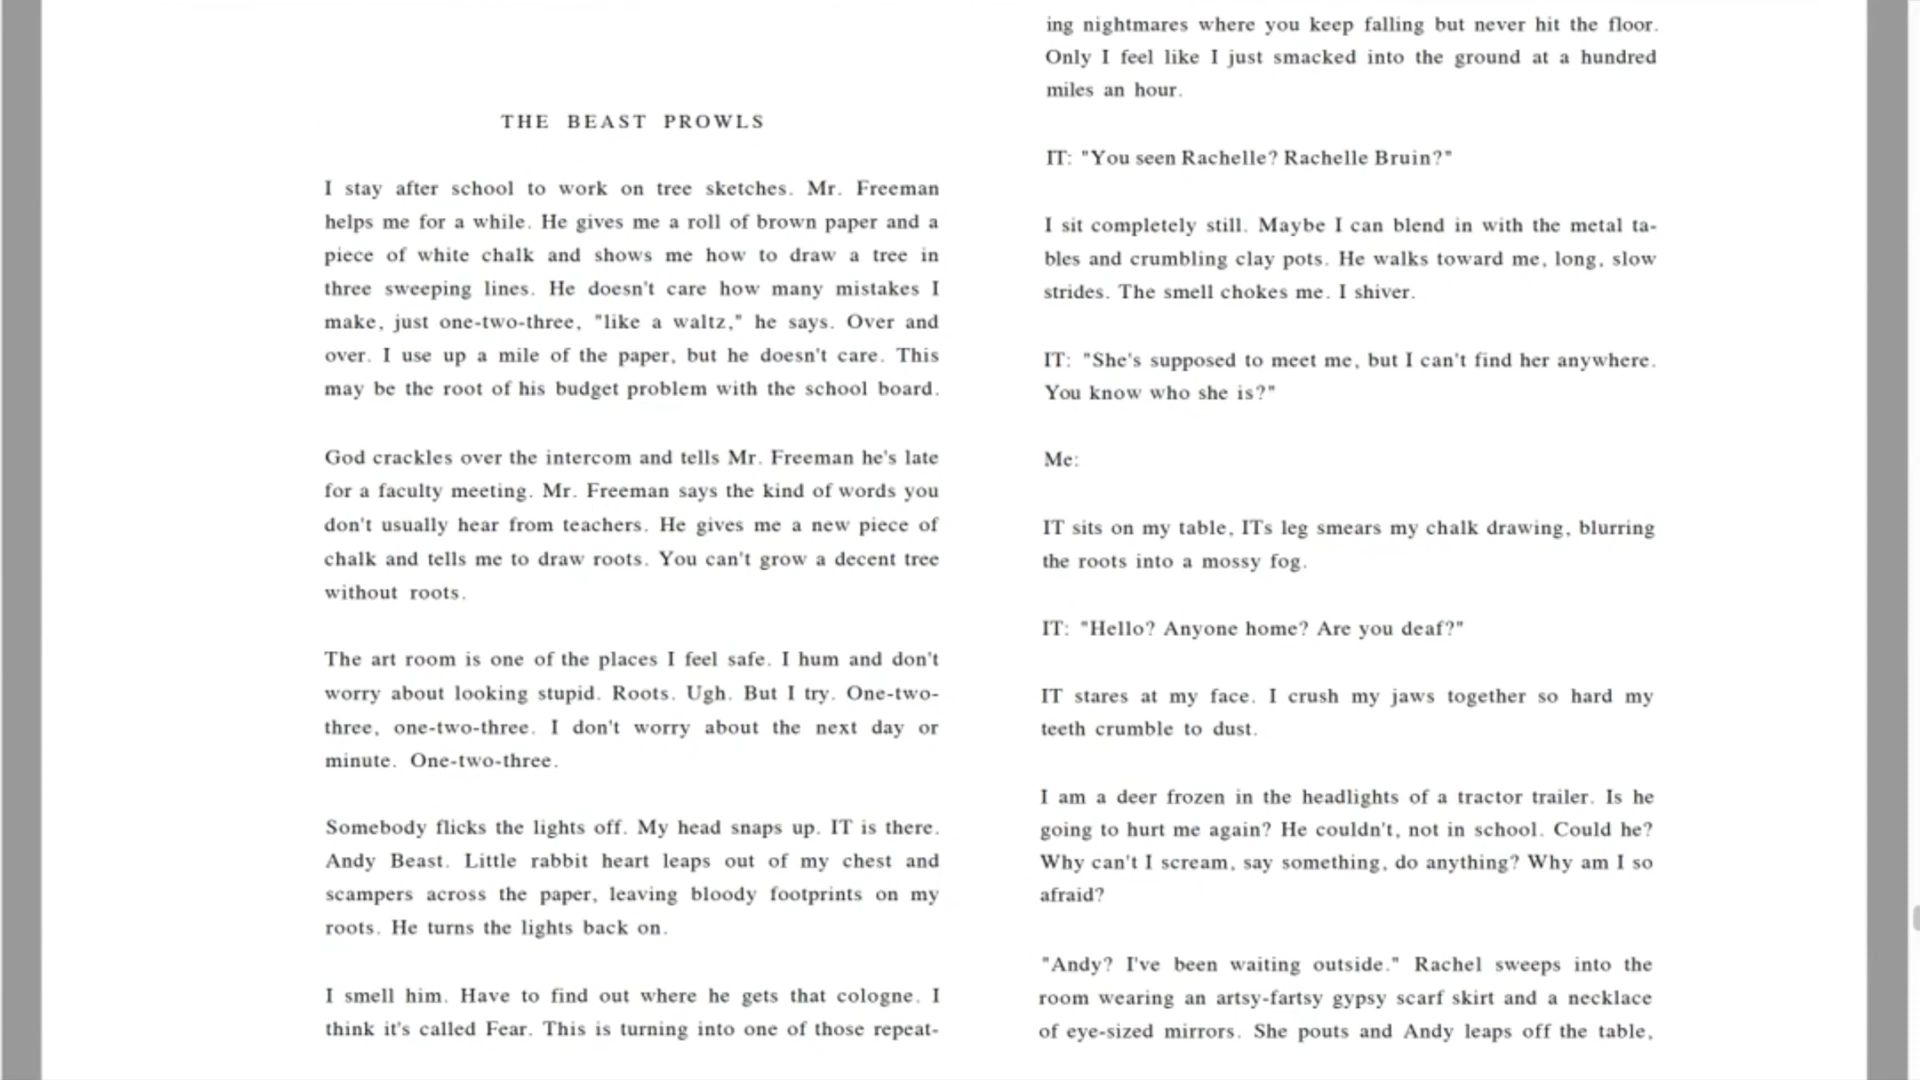 THE BEAST PROWLS
I stay after school to work on tree sketches. Mr. Freeman
helps me for a while. He gives me a roll of brown paper and a
piece of white chalk and shows me how to draw a tree in
three sweeping lines. He doesn't care how many mistakes I
make, just one-two-three, "like a waltz," he says. Over and
over. I use up a mile of the paper, but he doesn't care. This
may be the root of his budget problem with the school board.
God crackles over the intercom and tells Mr. Freeman he's late
for a faculty meeting. Mr. Freeman says the kind of words you
don't usually hear from teachers. He gives me a new piece of
chalk and tells me to draw roots. You can't grow a decent tree
without roots.
The art room is one of the places I feel safe. I hum and don't
worry about looking stupid. Roots. Ugh. But I try. One-two-
three, one-two-three. I don't worry about the next day or
minute. One-two-three.
Somebody flicks the lights off. My head snaps up. IT is there.
Andy Beast. Little rabbit heart leaps out of my chest and
scampers across the paper, leaving bloody footprints on my
roots. He turns the lights back on.
I smell him. Have to find out where he gets that cologne. I
think it's called Fear. This is turning into one of those repeat-
ing nightmares where you keep falling but never hit the floor.
Only I feel like I just smacked into the ground at a hundred
miles an hour.
IT: "You seen Rachelle? Rachelle Bruin?"
I sit completely still. Maybe I can blend in with the metal ta-
bles and crumbling clay pots. He walks toward me, long, slow
strides. The smell chokes me. I shiver.
IT: "She's supposed to meet me, but I can't find her anywhere.
You know who she is?"
Me:
IT sits on my table, ITs leg smears my chalk drawing, blurring
the roots into a mossy fog.
IT: "Hello? Anyone home? Are you deaf?"
IT stares at my face. I crush my jaws together so hard my
teeth crumble to dust.
I am a deer frozen in the headlights of a tractor trailer. Is he
going to hurt me again? He couldn't, not in school. Could he?
Why can't I scream, say something, do anything? Why am I so
afraid?
"Andy? I've been waiting outside." Rachel sweeps into the
room wearing an artsy-fartsy gypsy scarf skirt and a necklace
of eye-sized mirrors. She pouts and Andy leaps off the table,